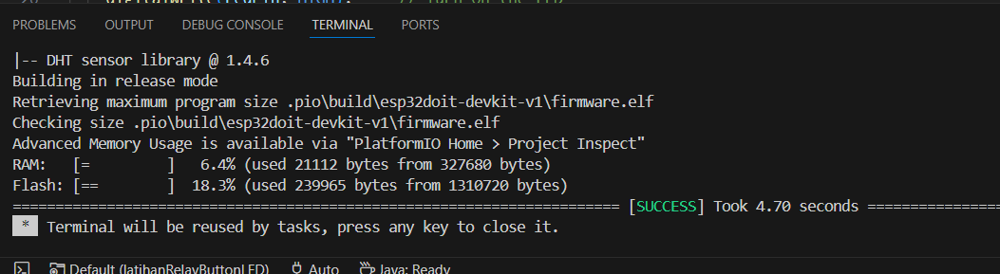 PROBLEMS OUTPUT DEBUG CONSOLE TERMINAL PORTS
|-- DHT sensor library @ 1.4.6
Building in release mode
Retrieving maximum program size .pio\build\esp32doit-devkit-v1\firmware.elf
Checking size .pio\build\esp32doit-devkit-v1\firmware.elf
Advanced Memory Usage is available via "PlatformIO Home > Project Inspect"
RAM:   [=         ]   6.4% (used 21112 bytes from 327680 bytes)
Flash: [==        ]  18.3% (used 239965 bytes from 1310720 bytes)
======================================================================= [SUCCESS] Took 4.70 seconds ================
* Terminal will be reused by tasks, press any key to close it.
Default (latihanRelayButtonLED) Auto Java: Ready